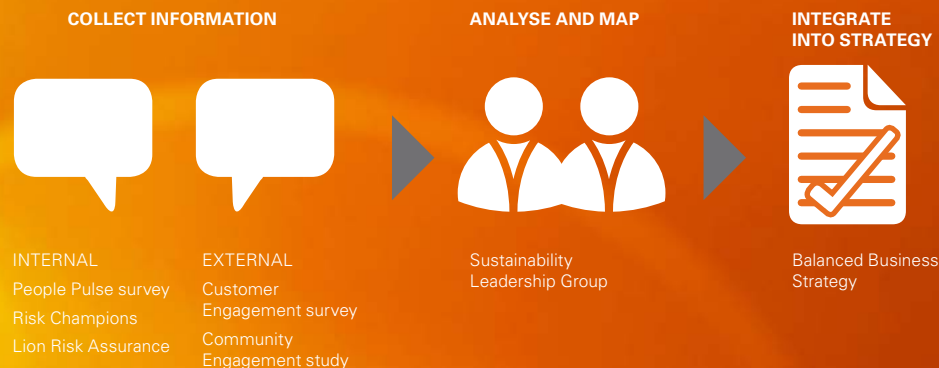 COLLECT INFORMATION
ANALYSE AND MAP
INTEGRATE
INTO STRATEGY
INTERNAL
People Pulse survey
Risk Champions
Lion Risk Assurance
EXTERNAL
Customer
Engagement survey
Community
Engagement study
Sustainability
Leadership Group
Balanced Business
Strategy